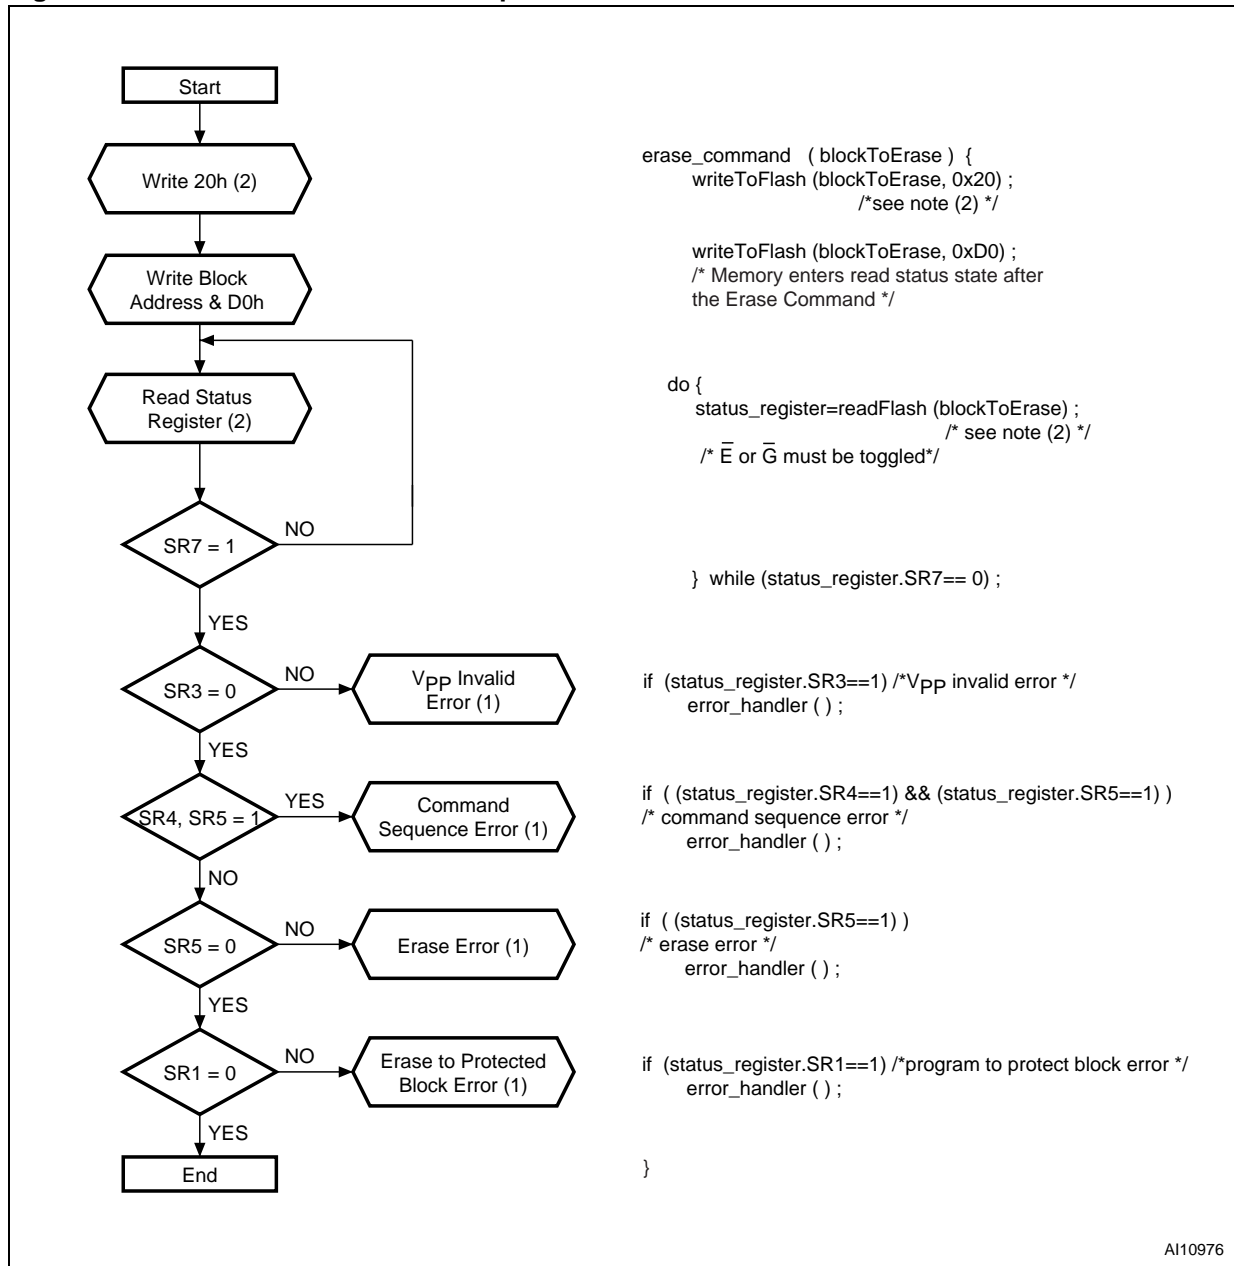 Start
Write 20h (2)
Write Block
Address & D0h
Read Status
Register (2)
SR7 = 1
NO
YES
SR3 = 0
NO
VPP Invalid
Error (1)
YES
SR4, SR5 = 1
YES
Command
Sequence Error (1)
NO
SR5 = 0
NO
Erase Error (1)
YES
SR1 = 0
NO
Erase to Protected
Block Error (1)
YES
End
erase_command ( blockToErase ) {
writeToFlash (blockToErase, 0x20) ;
/*see note (2) */
writeToFlash (blockToErase, 0xD0) ;
/* Memory enters read status state after
the Erase Command */
do {
status_register=readFlash (blockToErase) ;
/* see note (2) */
/* E̅ or G̅ must be toggled*/
} while (status_register.SR7== 0) ;
if (status_register.SR3==1) /*VPP invalid error */
error_handler ( ) ;
if ( (status_register.SR4==1) && (status_register.SR5==1) )
/* command sequence error */
error_handler ( ) ;
if ( (status_register.SR5==1) )
/* erase error */
error_handler ( ) ;
if (status_register.SR1==1) /*program to protect block error */
error_handler ( ) ;
}
AI10976